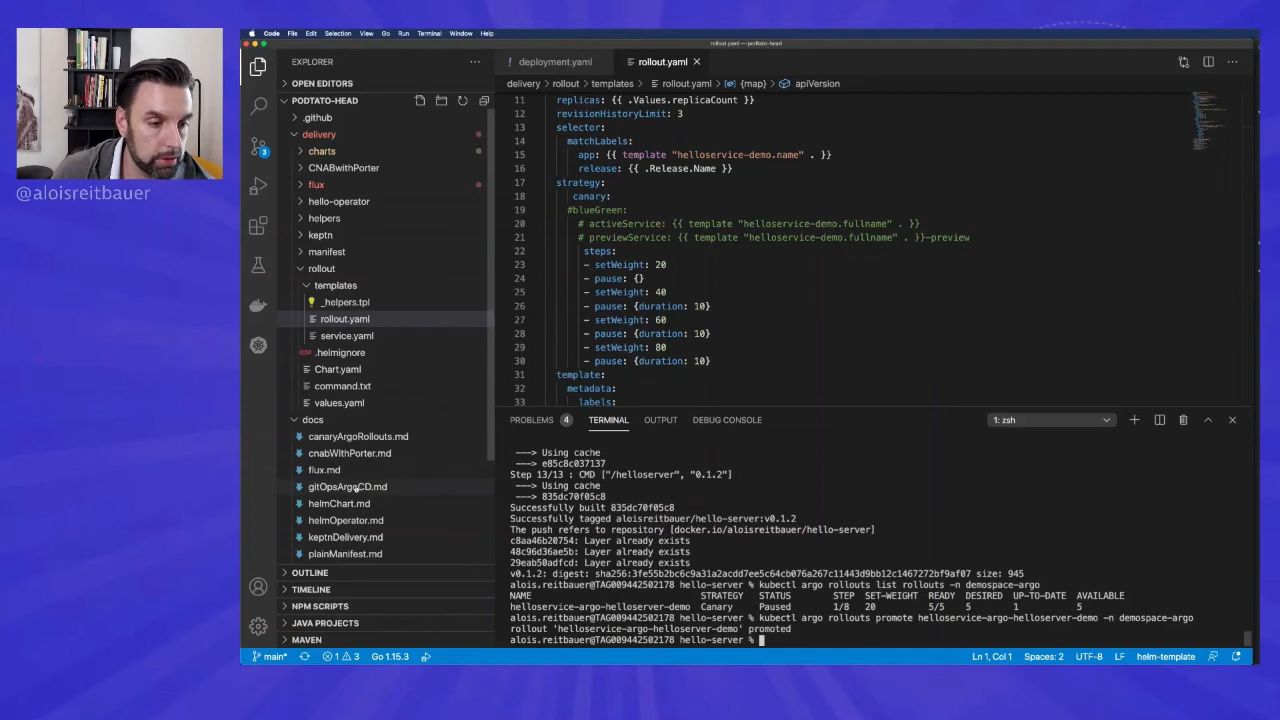 Code File Edit Selection View Go Run Terminal Window Help
rollout.yaml — podtato-head
EXPLORER
OPEN EDITORS
PODTATO-HEAD
.github
delivery
charts
CNABwithPorter
flux
hello-operator
helpers
keptn
manifest
rollout
templates
_helpers.tpl
rollout.yaml
service.yaml
.helmignore
Chart.yaml
command.txt
values.yaml
docs
canaryArgoRollouts.md
cnabWithPorter.md
flux.md
gitOpsArgoCD.md
helmChart.md
helmOperator.md
keptnDelivery.md
plainManifest.md
OUTLINE
TIMELINE
NPM SCRIPTS
JAVA PROJECTS
MAVEN
3
@aloisreitbauer
deployment.yaml rollout.yaml
delivery > rollout > templates > rollout.yaml > {map} > apiVersion
11 replicas: {{ .Values.replicaCount }}
12 revisionHistoryLimit: 3
13 selector:
14 matchLabels:
15 app: {{ template "helloservice-demo.name" . }}
16 release: {{ .Release.Name }}
17 strategy:
18 canary:
19 #blueGreen:
20 # activeService: {{ template "helloservice-demo.fullname" . }}
21 # previewService: {{ template "helloservice-demo.fullname" . }}-preview
22 steps:
23 - setWeight: 20
24 - pause: {}
25 - setWeight: 40
26 - pause: {duration: 10}
27 - setWeight: 60
28 - pause: {duration: 10}
29 - setWeight: 80
30 - pause: {duration: 10}
31 template:
32 metadata:
33 labels:
PROBLEMS 4 TERMINAL OUTPUT DEBUG CONSOLE 1: zsh
---> Using cache
---> e85c8c037137
Step 13/13 : CMD ["/helloserver", "0.1.2"]
---> Using cache
---> 835dc70f05c8
Successfully built 835dc70f05c8
Successfully tagged aloisreitbauer/hello-server:v0.1.2
The push refers to repository [docker.io/aloisreitbauer/hello-server]
c8aa46b20754: Layer already exists
48c96d36ae5b: Layer already exists
29eab50adfcd: Layer already exists
v0.1.2: digest: sha256:3fe55b2bc6c9a31a2acdd7ee5c64cb076a267c11443d9bb12c1467272bf9af07 size: 945
alois.reitbauer@TAG009442502178 hello-server % kubectl argo rollouts list rollouts -n demospace-argo
NAME STRATEGY STATUS STEP SET-WEIGHT READY DESIRED UP-TO-DATE AVAILABLE
helloservice-argo-helloserver-demo Canary Paused 1/8 20 5/5 5 1 5
alois.reitbauer@TAG009442502178 hello-server % kubectl argo rollouts promote helloservice-argo-helloserver-demo -n demospace-argo
rollout 'helloservice-argo-helloserver-demo' promoted
alois.reitbauer@TAG009442502178 hello-server %
main* 1 3 Go 1.15.3 Ln 1, Col 1 Spaces: 2 UTF-8 LF helm-template